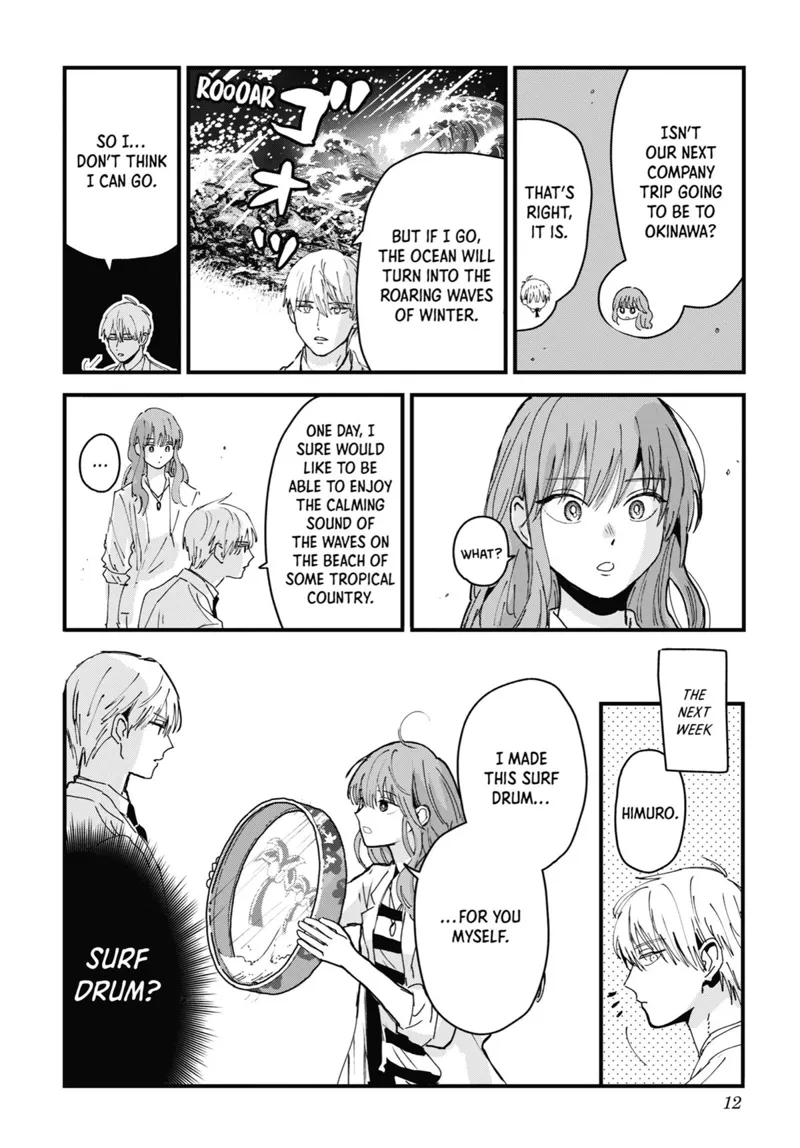 ISN'T
OUR NEXT
COMPANY
TRIP GOING
TO BE TO
OKINAWA?
THAT'S
RIGHT,
IT IS.
ROOOAR
ゴオッ
BUT IF I GO,
THE OCEAN WILL
TURN INTO THE
ROARING WAVES
OF WINTER.
SO I...
DON'T THINK
I CAN GO.
WHAT?
ONE DAY, I
SURE WOULD
LIKE TO BE
ABLE TO ENJOY
THE CALMING
SOUND OF
THE WAVES ON
THE BEACH OF
SOME TROPICAL
COUNTRY.
...
THE
NEXT
WEEK
HIMURO.
I MADE
THIS SURF
DRUM...
...FOR YOU
MYSELF.
SURF
DRUM?
12